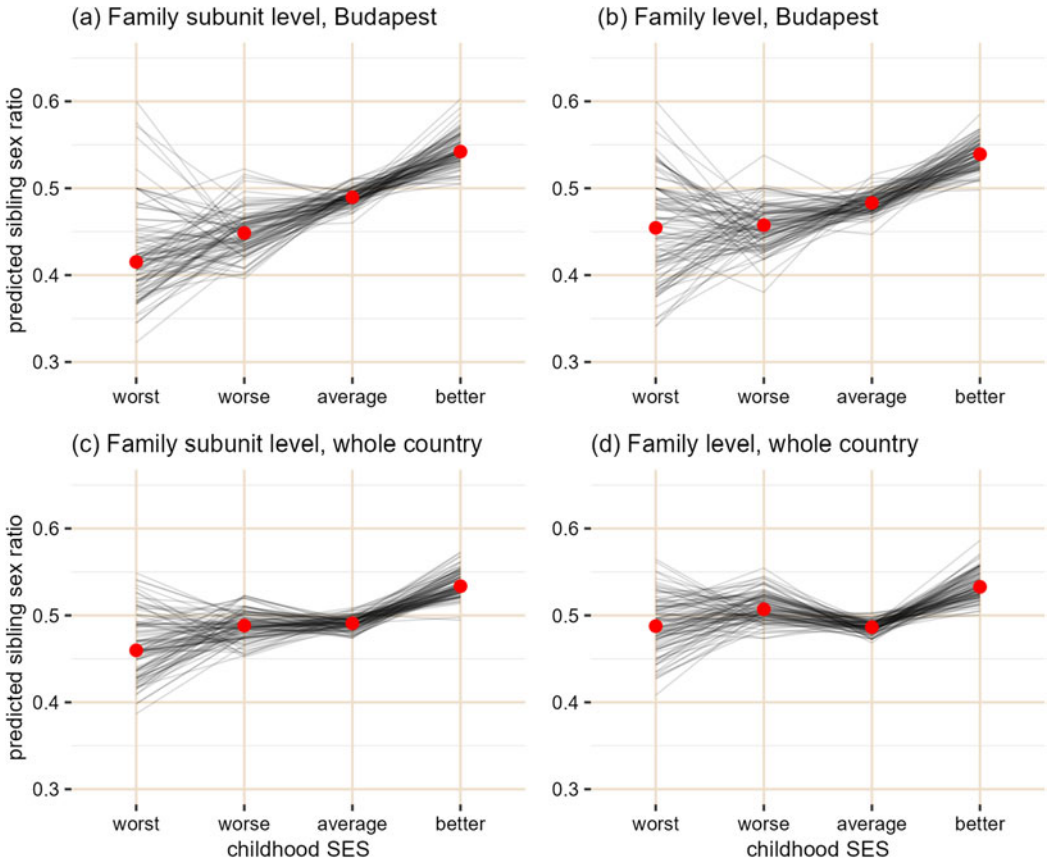 (a) Family subunit level, Budapest
(b) Family level, Budapest
predicted sibling sex ratio
0.6
0.5
0.4
0.3
worst worse average better
0.6
0.5
0.4
0.3
worst worse average better
(c) Family subunit level, whole country
(d) Family level, whole country
predicted sibling sex ratio
0.6
0.5
0.4
0.3
worst worse average better
childhood SES
0.6
0.5
0.4
0.3
worst worse average better
childhood SES